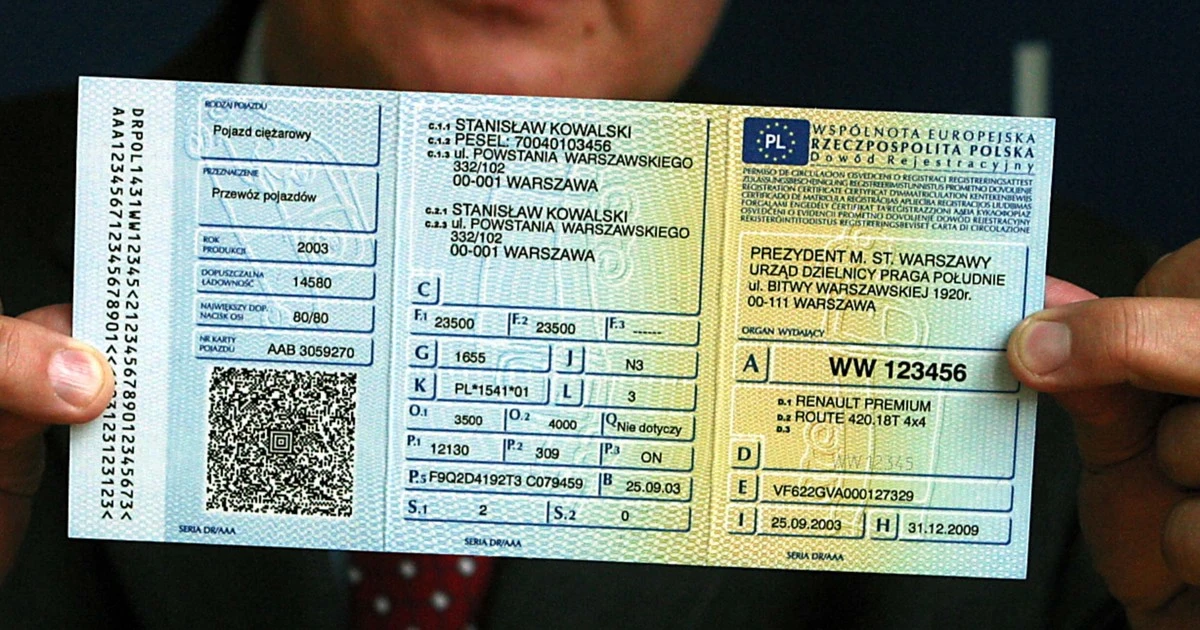 DRPOL1431WW12345<21234567890123456 73<
RODZAJ POJAZDU
Pojazd ciężarowy
PRZEZNACZENIE
Przewóz pojazdów
ROK PRODUKCJI 2003
DOPUSZCZALNA ŁADOWNOŚĆ 14580
NAJWIĘKSZY DOP. NACISK OSI 80/80
NR KARTY POJAZDU AAB 3059270
SERIA DR/AAA
C.1.1 STANISŁAW KOWALSKI
C.1.2 PESEL: 70040103456
C.1.3 ul. POWSTANIA WARSZAWSKIEGO
332/102
00-001 WARSZAWA
C.2.1 STANISŁAW KOWALSKI
C.2.3 ul. POWSTANIA WARSZAWSKIEGO
332/102
00-001 WARSZAWA
C
F.1 23500 F.2 23500 F.3 ------
G 1655 J N3
K PL*1541*01 L 3
O.1 3500 O.2 4000 Q Nie dotyczy
P.1 12130 P.2 309 P.3 ON
P.5 F9Q2D4192T3 C079459 B 25.09.03
S.1 2 S.2 0
SERIA DR/AAA
PL
WSPÓLNOTA EUROPEJSKA
RZECZPOSPOLITA POLSKA
Dowód Rejestracyjny
PREZYDENT M. ST. WARSZAWY
URZĄD DZIELNICY PRAGA POŁUDNIE
ul. BITWY WARSZAWSKIEJ 1920r.
00-111 WARSZAWA
ORGAN WYDAJĄCY
A WW 123456
D.1 RENAULT PREMIUM
D.2 ROUTE 420.18T 4x4
D.3
D WW 12345
E VF622GVA000127329
I 25.09.2003 H 31.12.2009
SERIA DR/AAA